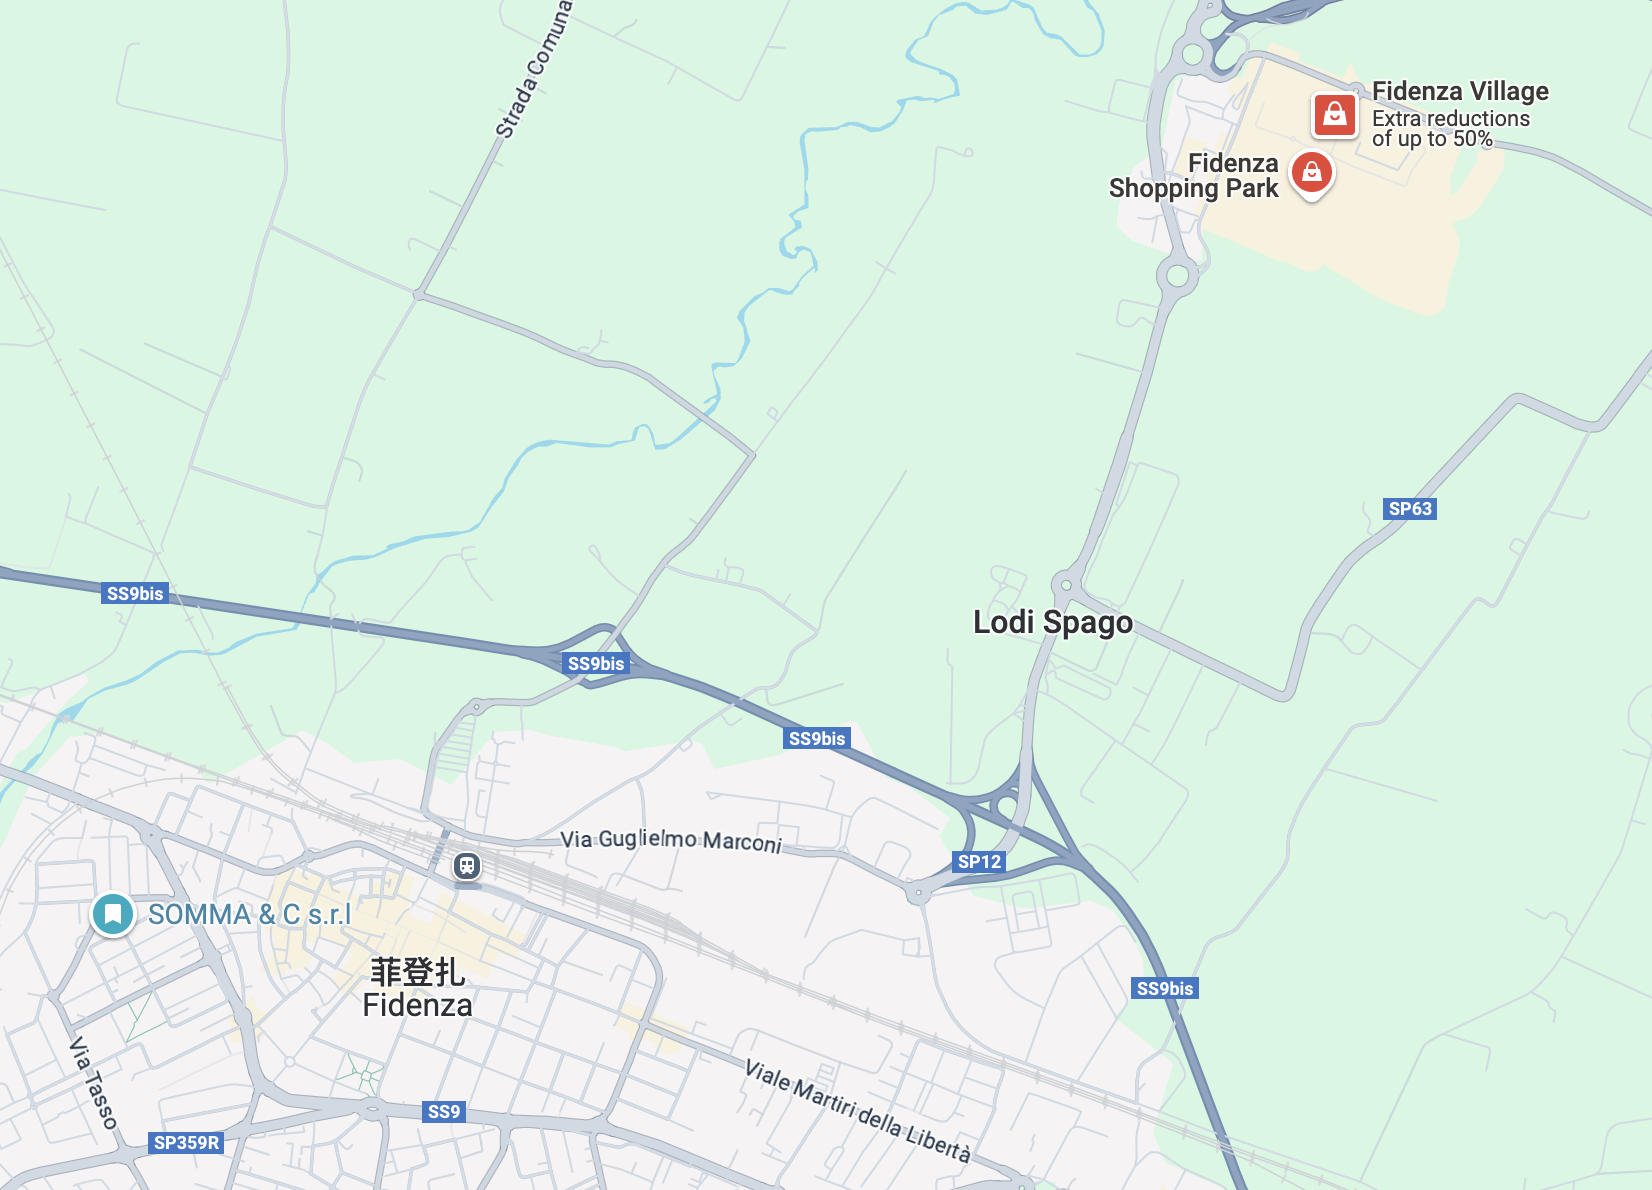 Strada Comuna
Fidenza Village
Extra reductions
of up to 50%
Fidenza
Shopping Park
SP63
SS9bis
Lodi Spago
SS9bis
SS9bis
Via Guglielmo Marconi
SP12
SOMMA & C s.r.l
菲登扎
Fidenza
SS9bis
Via Tasso
Viale Martiri della Libertà
SS9
SP359R